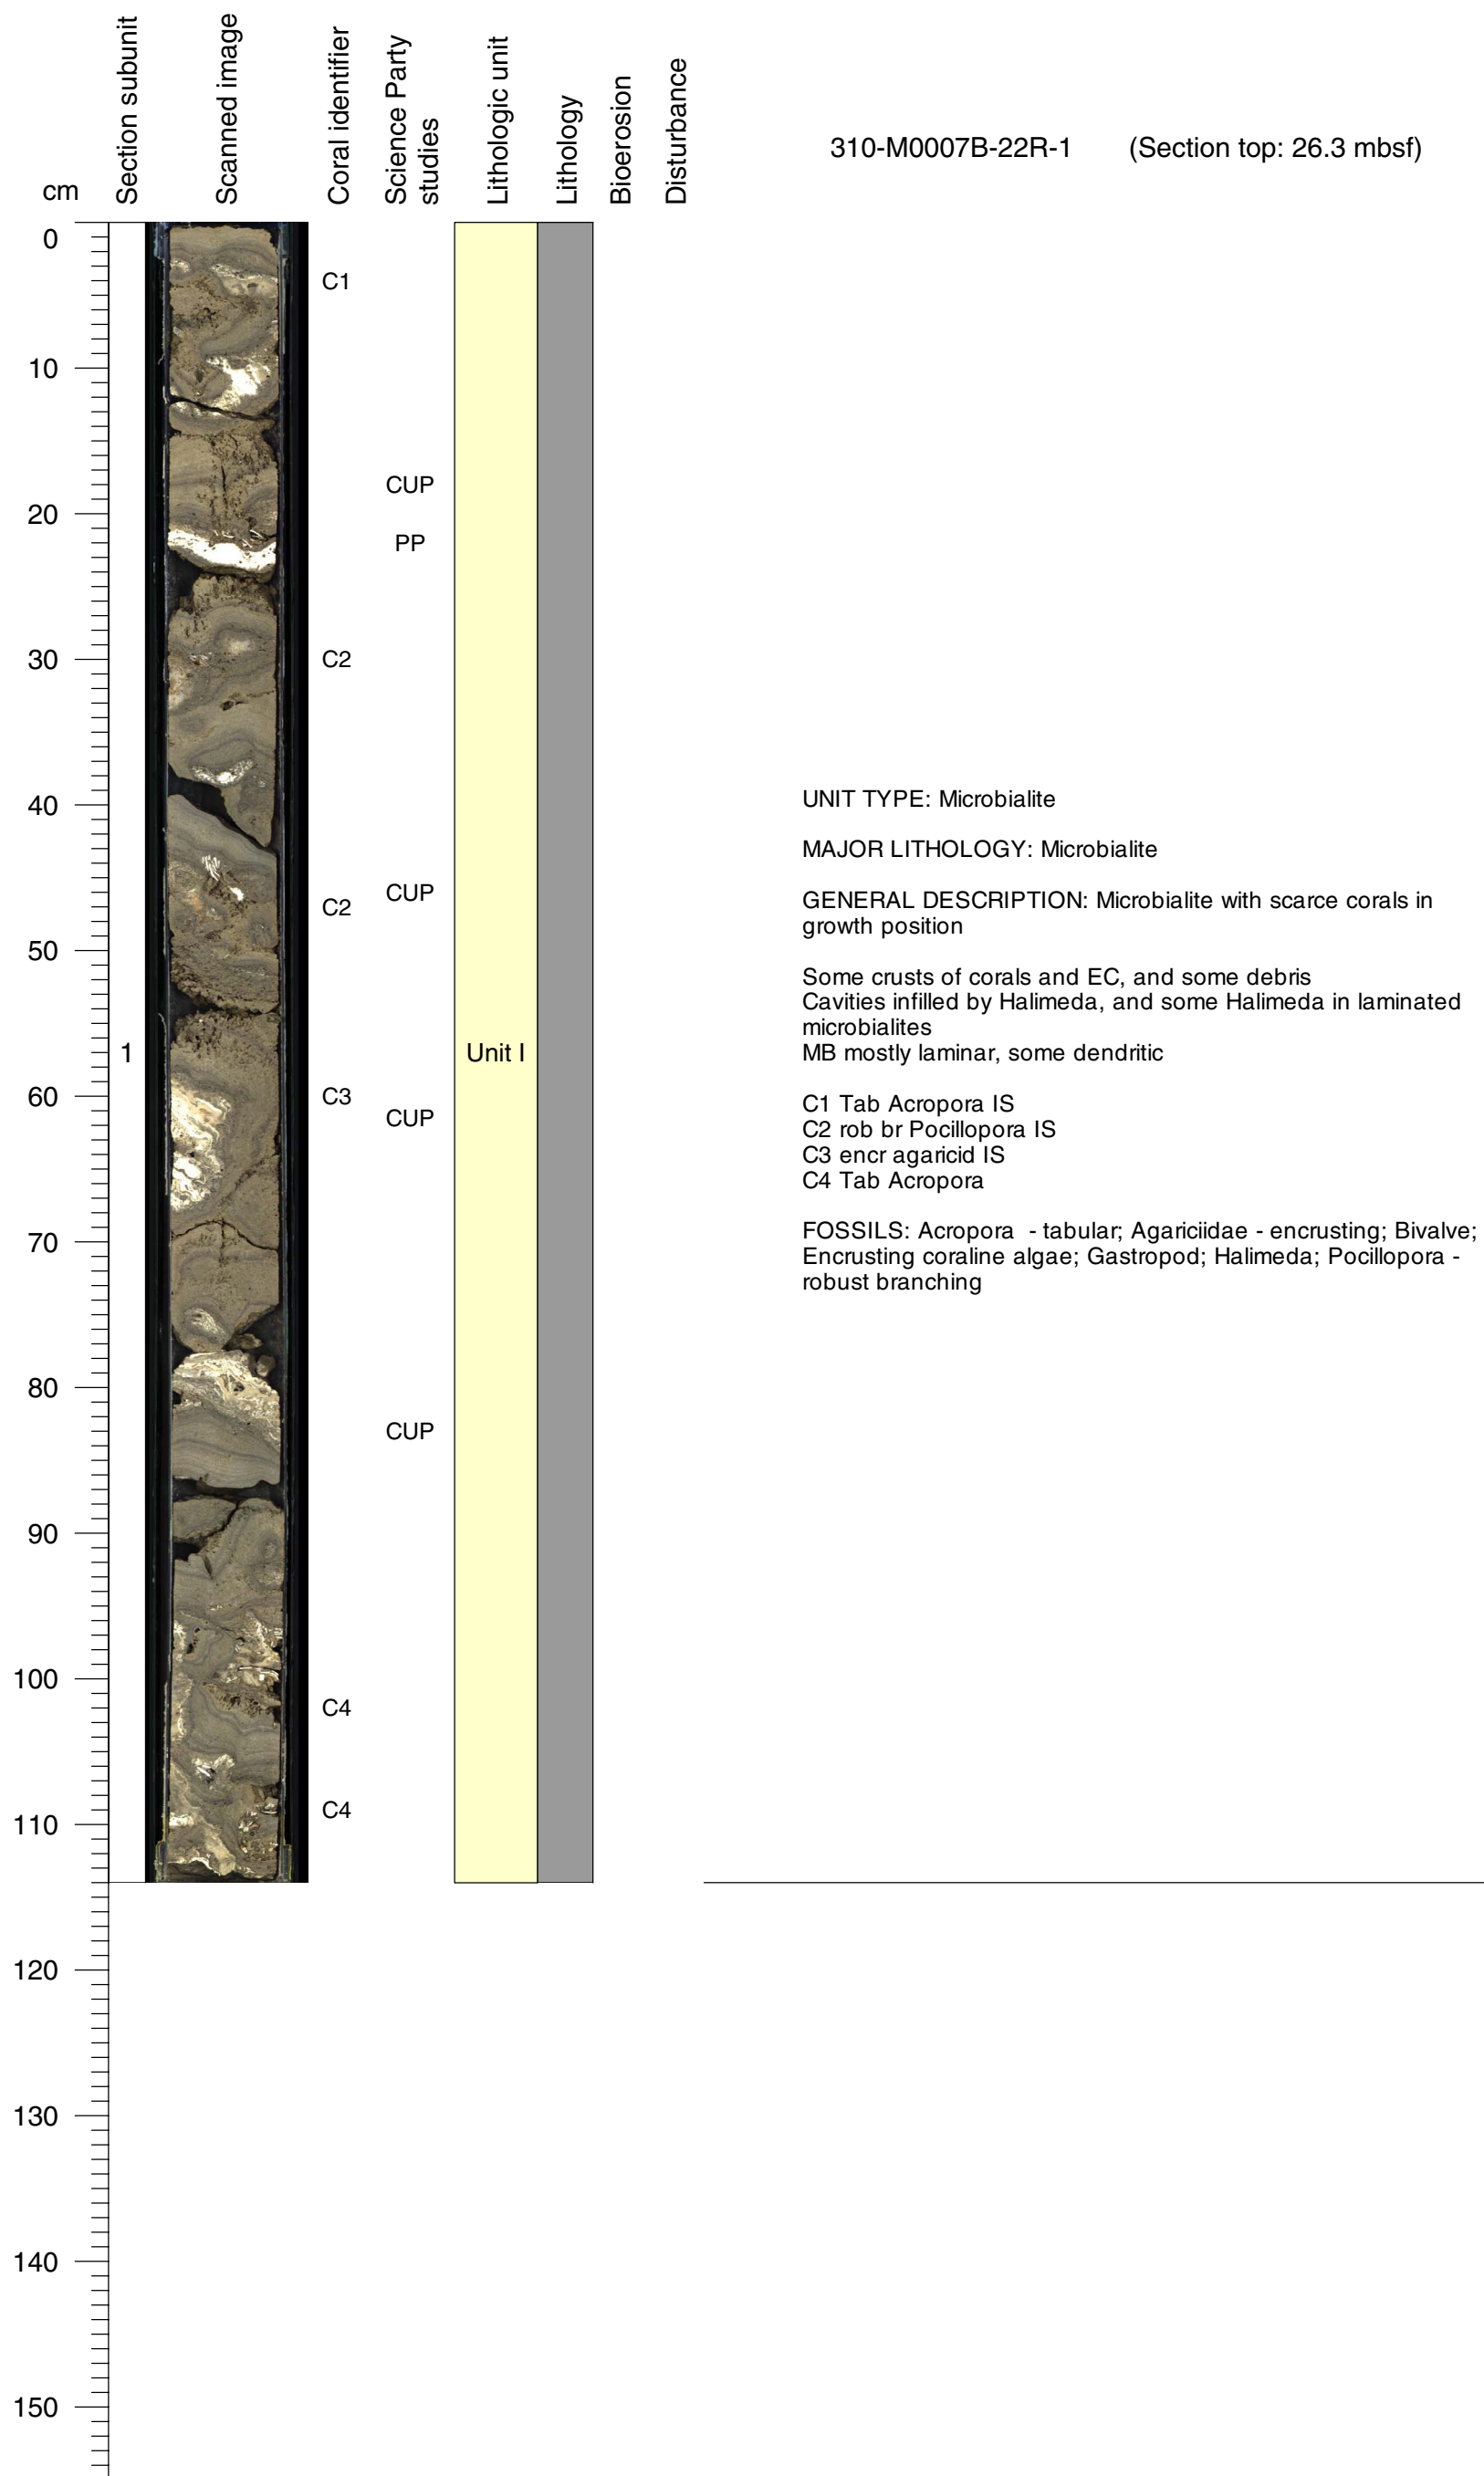 cm
Section subunit
Scanned image
Coral identifier
Science Party
studies
Lithologic unit
Lithology
Bioerosion
Disturbance
310-M0007B-22R-1 (Section top: 26.3 mbsf)
0
C1
10
CUP
20
PP
30
C2
40
UNIT TYPE: Microbialite
MAJOR LITHOLOGY: Microbialite
CUP
C2
GENERAL DESCRIPTION: Microbialite with scarce corals in
growth position
50
Some crusts of corals and EC, and some debris
Cavities infilled by Halimeda, and some Halimeda in laminated
microbialites
1
Unit I
MB mostly laminar, some dendritic
60
C3
CUP
C1 Tab Acropora IS
C2 rob br Pocillopora IS
C3 encr agaricid IS
C4 Tab Acropora
70
FOSSILS: Acropora - tabular; Agariciidae - encrusting; Bivalve;
Encrusting coraline algae; Gastropod; Halimeda; Pocillopora -
robust branching
80
CUP
90
100
C4
C4
110
120
130
140
150